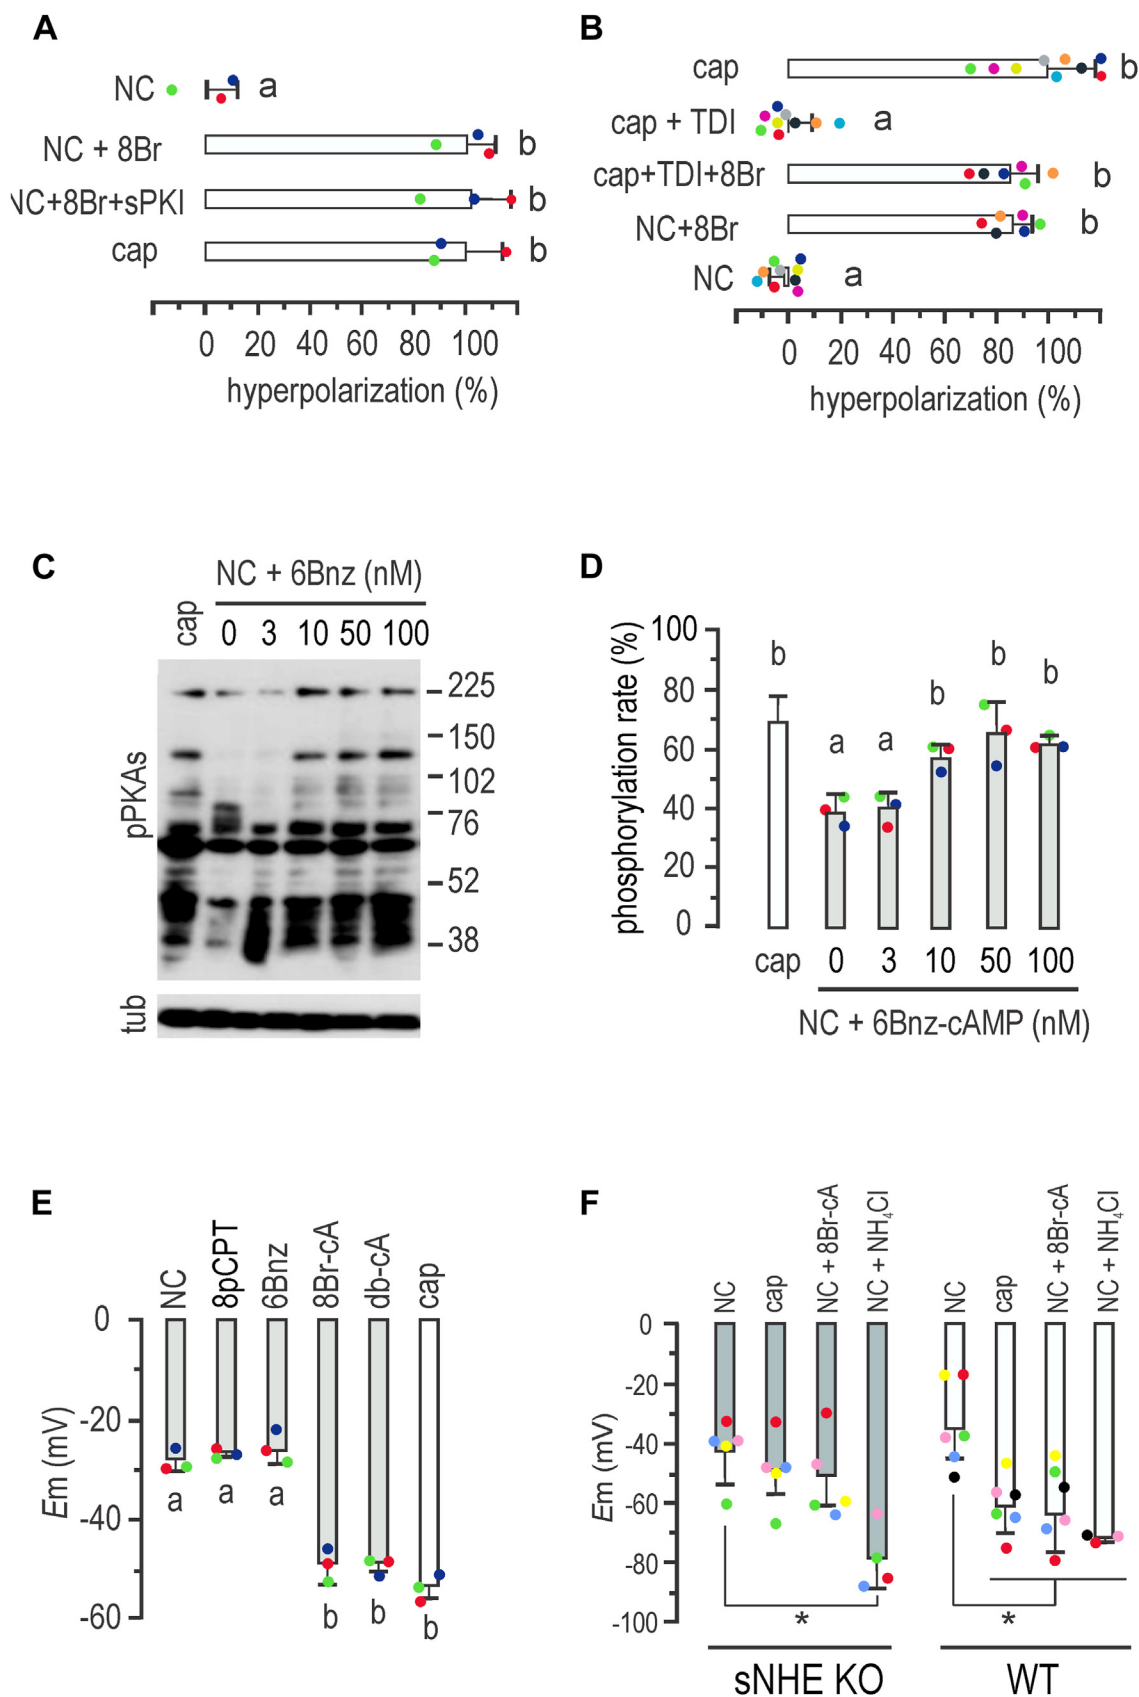 A
NC
a
NC + 8Br
b
NC+8Br+sPKI
b
cap
b
0 20 40 60 80 100
hyperpolarization (%)
B
cap
b
cap + TDI
a
cap+TDI+8Br
b
NC+8Br
b
NC
a
0 20 40 60 80 100
hyperpolarization (%)
C
NC + 6Bnz (nM)
cap 0 3 10 50 100
pPKAs
225
150
102
76
52
38
tub
D
phosphorylation rate (%)
100
80
60
40
20
0
b a a b b b
cap 0 3 10 50 100
NC + 6Bnz-cAMP (nM)
E
NC 8pCPT 6Bnz 8Br-cA db-cA cap
Em (mV)
0
-20
-40
-60
a a a b b b
F
NC cap NC + 8Br-cA NC + NH4Cl NC cap NC + 8Br-cA NC + NH4Cl
Em (mV)
0
-20
-40
-60
-80
-100
* *
sNHE KO WT